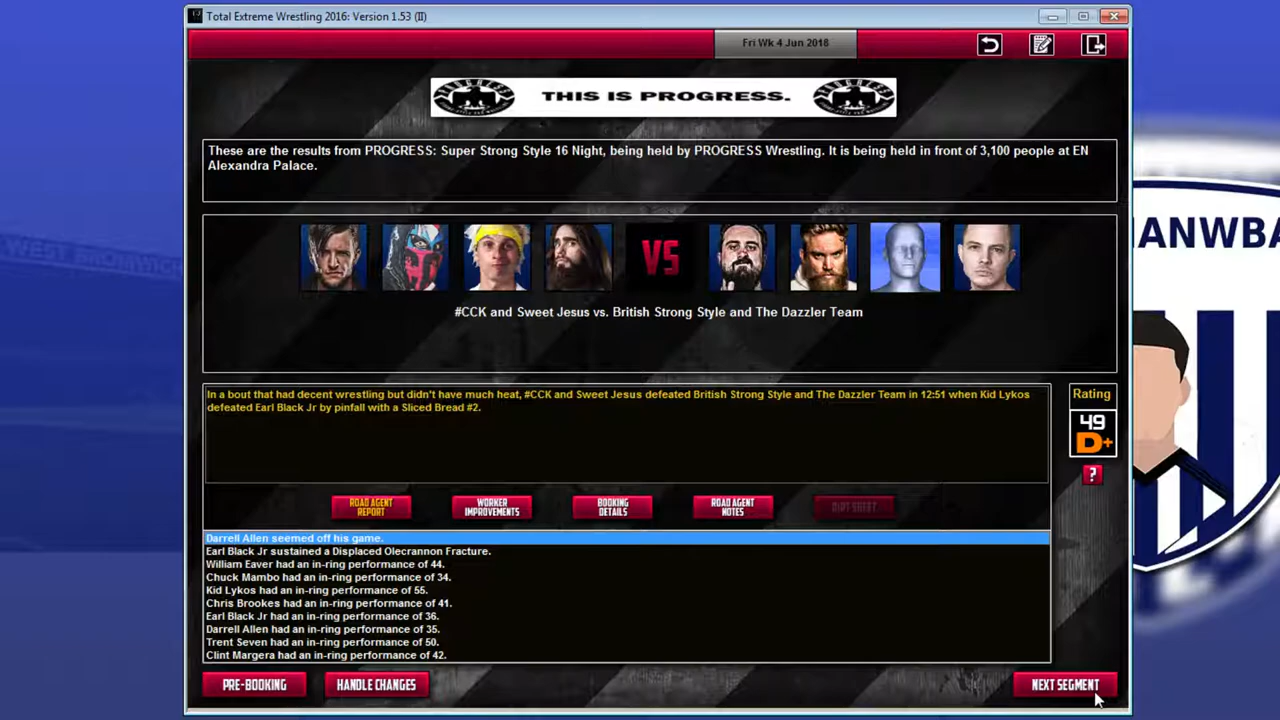 Total Extreme Wrestling 2016: Version 1.53 (II)
Fri Wk 4 Jun 2018
THIS IS PROGRESS.
These are the results from PROGRESS: Super Strong Style 16 Night, being held by PROGRESS Wrestling. It is being held in front of 3,100 people at EN
Alexandra Palace.
VS
#CCK and Sweet Jesus vs. British Strong Style and The Dazzler Team
In a bout that had decent wrestling but didn't have much heat, #CCK and Sweet Jesus defeated British Strong Style and The Dazzler Team in 12:51 when Kid Lykos
defeated Earl Black Jr by pinfall with a Sliced Bread #2.
Rating
49
D+
?
ROAD AGENT
REPORT
WORKER
IMPROVEMENTS
BOOKING
DETAILS
ROAD AGENT
NOTES
DIRT SHEET
Darrell Allen seemed off his game.
Earl Black Jr sustained a Displaced Olecrannon Fracture.
William Eaver had an in-ring performance of 44.
Chuck Mambo had an in-ring performance of 34.
Kid Lykos had an in-ring performance of 55.
Chris Brookes had an in-ring performance of 41.
Earl Black Jr had an in-ring performance of 36.
Darrell Allen had an in-ring performance of 35.
Trent Seven had an in-ring performance of 50.
Clint Margera had an in-ring performance of 42.
PRE-BOOKING
HANDLE CHANGES
NEXT SEGMENT